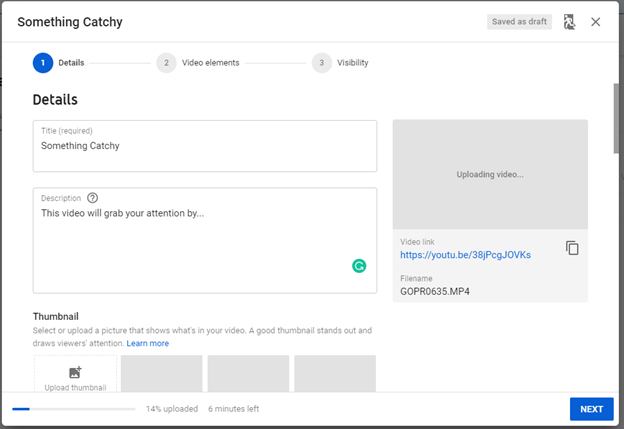 Something Catchy
Saved as draft
1 Details 2 Video elements 3 Visibility
Details
Title (required)
Something Catchy
Description ?
This video will grab your attention by...
Uploading video...
Video link
https://youtu.be/38jPcgJOVKs
Filename
GOPR0635.MP4
Thumbnail
Select or upload a picture that shows what's in your video. A good thumbnail stands out and
draws viewers' attention. Learn more
Upload thumbnail
14% uploaded 6 minutes left
NEXT